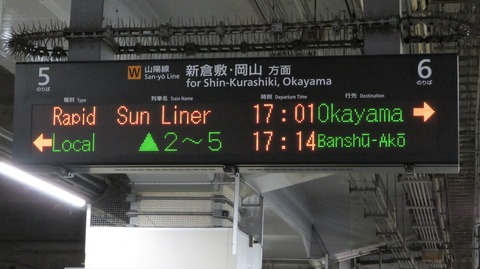 5 のりば
W 山陽線 San-yō Line
新倉敷・岡山 方面
for Shin-Kurashiki, Okayama
6 のりば
種別 Type 列車名 Train Name 時刻 Departure Time 行先 Destination
Rapid Sun Liner 17:01 Okayama →
← Local ▲2〜5 17:14 Banshū-Akō